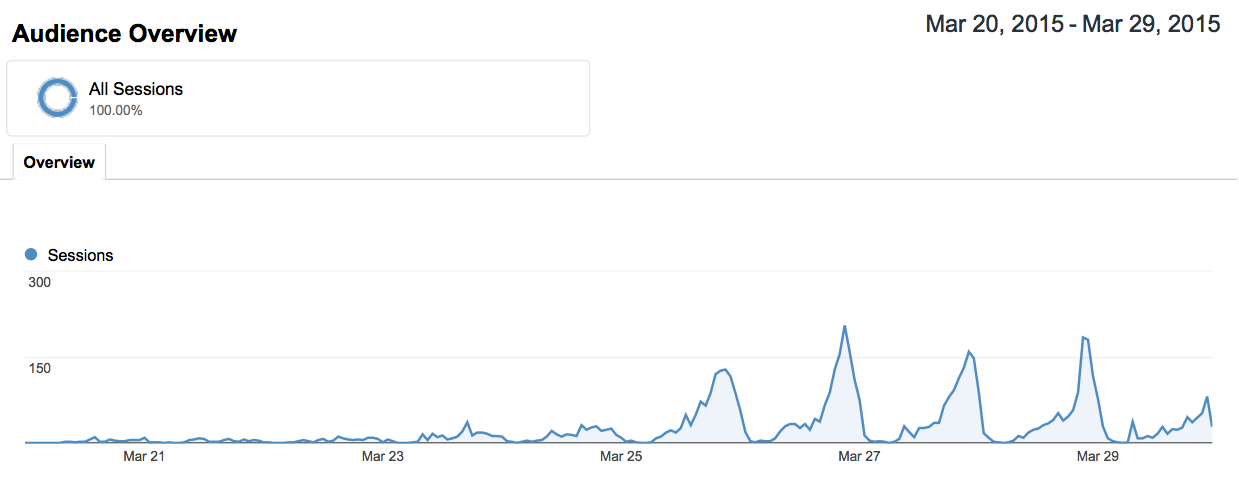 Audience Overview
Mar 20, 2015 - Mar 29, 2015
All Sessions
100.00%
Overview
Sessions
300
150
Mar 21 Mar 23 Mar 25 Mar 27 Mar 29